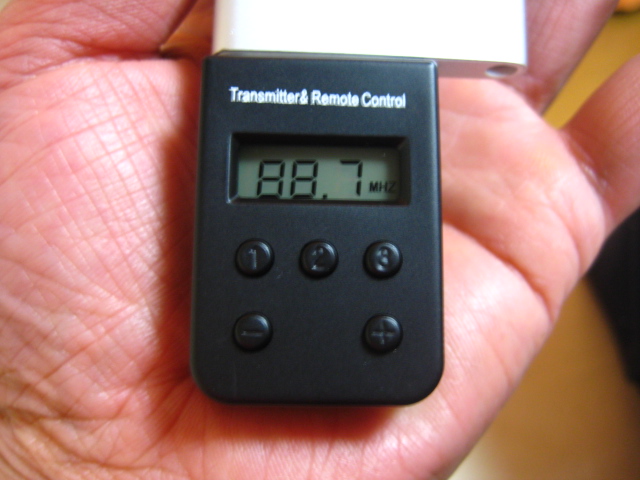 Transmitter& Remote Control
88.7 MHZ
1 2 3
- +